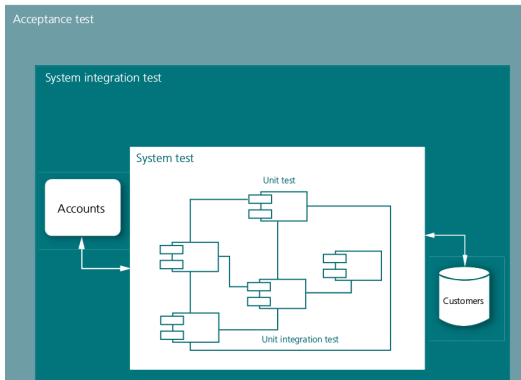 Acceptance test
System integration test
System test
Unit test
Accounts
Customers
Unit integration test